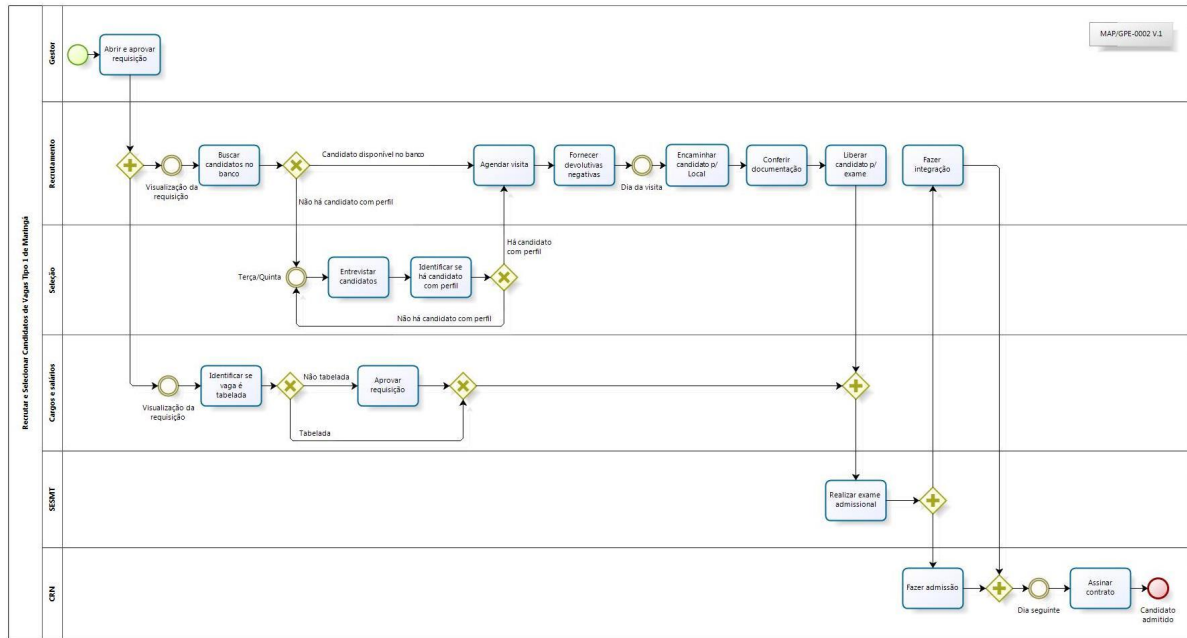 Recrutar e Selecionar Candidatos de Vagas Tipo 1 de Maringá
Gestor
Abrir e aprovar
requisição
MAP/GPE-0002 V.1
Recrutamento
Visualização da
requisição
Buscar
candidatos no
banco
Candidato disponível no banco
Não há candidato com perfil
Agendar visita
Fornecer
devolutivas
negativas
Dia da visita
Encaminhar
candidato p/
Local
Conferir
documentação
Liberar
candidato p/
exame
Fazer
integração
Seleção
Terça/Quinta
Entrevistar
candidatos
Identificar se
há candidato
com perfil
Há candidato
com perfil
Não há candidato com perfil
Cargos e salários
Visualização da
requisição
Identificar se
vaga é
tabelada
Não tabelada
Tabelada
Aprovar
requisição
SESMT
Realizar exame
admissional
CRN
Fazer admissão
Dia seguinte
Assinar
contrato
Candidato
admitido